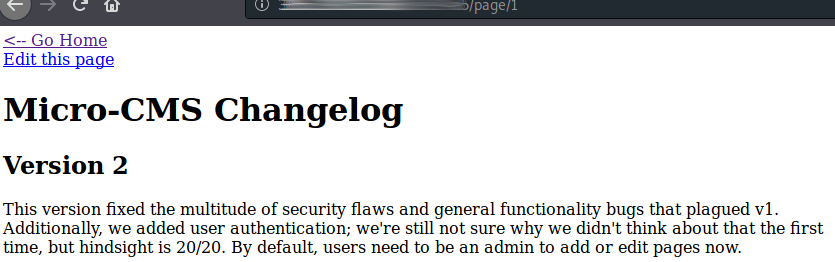 /page/1
<-- Go Home
Edit this page
Micro-CMS Changelog
Version 2
This version fixed the multitude of security flaws and general functionality bugs that plagued v1.
Additionally, we added user authentication; we're still not sure why we didn't think about that the first
time, but hindsight is 20/20. By default, users need to be an admin to add or edit pages now.